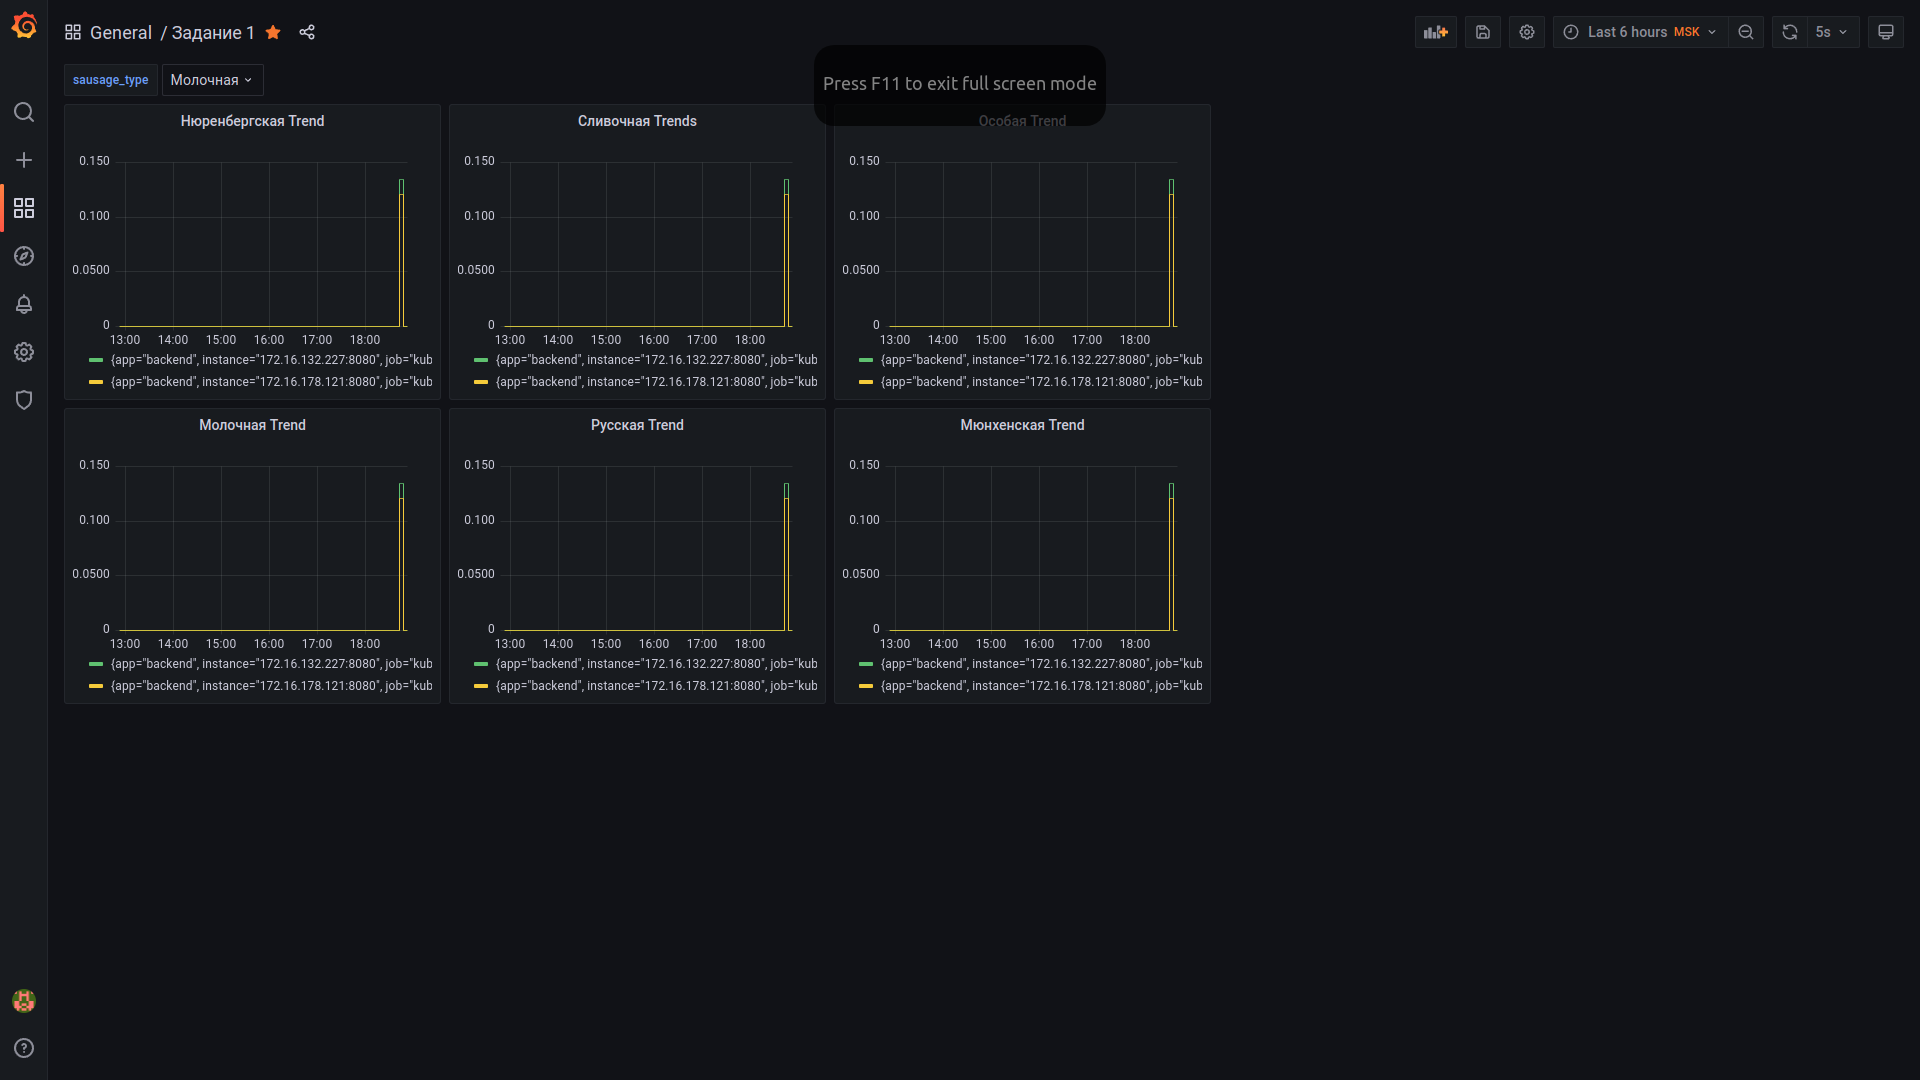 General / Задание 1
Last 6 hours MSK
5s
sausage_type Молочная
Press F11 to exit full screen mode
Нюренбергская Trend
0.150
0.100
0.0500
0
13:00 14:00 15:00 16:00 17:00 18:00
{app="backend", instance="172.16.132.227:8080", job="kub
{app="backend", instance="172.16.178.121:8080", job="kub
Сливочная Trends
0.150
0.100
0.0500
0
13:00 14:00 15:00 16:00 17:00 18:00
{app="backend", instance="172.16.132.227:8080", job="kub
{app="backend", instance="172.16.178.121:8080", job="kub
Особая Trend
0.150
0.100
0.0500
0
13:00 14:00 15:00 16:00 17:00 18:00
{app="backend", instance="172.16.132.227:8080", job="kub
{app="backend", instance="172.16.178.121:8080", job="kub
Молочная Trend
0.150
0.100
0.0500
0
13:00 14:00 15:00 16:00 17:00 18:00
{app="backend", instance="172.16.132.227:8080", job="kub
{app="backend", instance="172.16.178.121:8080", job="kub
Русская Trend
0.150
0.100
0.0500
0
13:00 14:00 15:00 16:00 17:00 18:00
{app="backend", instance="172.16.132.227:8080", job="kub
{app="backend", instance="172.16.178.121:8080", job="kub
Мюнхенская Trend
0.150
0.100
0.0500
0
13:00 14:00 15:00 16:00 17:00 18:00
{app="backend", instance="172.16.132.227:8080", job="kub
{app="backend", instance="172.16.178.121:8080", job="kub